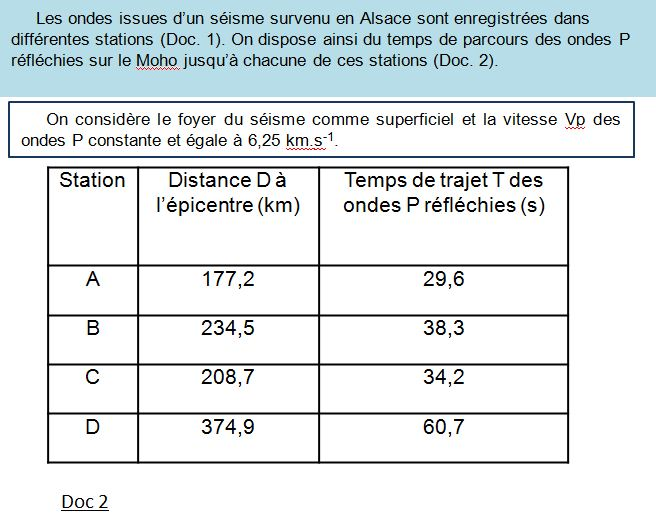 Les ondes issues d’un séisme survenu en Alsace sont enregistrées dans
différentes stations (Doc. 1). On dispose ainsi du temps de parcours des ondes P
réfléchies sur le Moho jusqu’à chacune de ces stations (Doc. 2).
On considère le foyer du séisme comme superficiel et la vitesse Vp des
ondes P constante et égale à 6,25 km.s-1.
Station Distance D à Temps de trajet T des
l’épicentre (km) ondes P réfléchies (s)
A 177,2 29,6
B 234,5 38,3
C 208,7 34,2
D 374,9 60,7
Doc 2